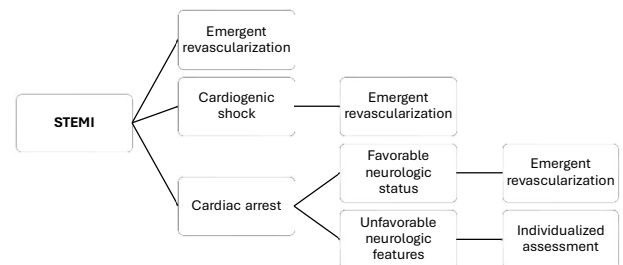 Emergent
revascularization
STEMI
Cardiogenic
shock
Emergent
revascularization
Cardiac arrest
Favorable
neurologic
status
Emergent
revascularization
Unfavorable
neurologic
features
Individualized
assessment